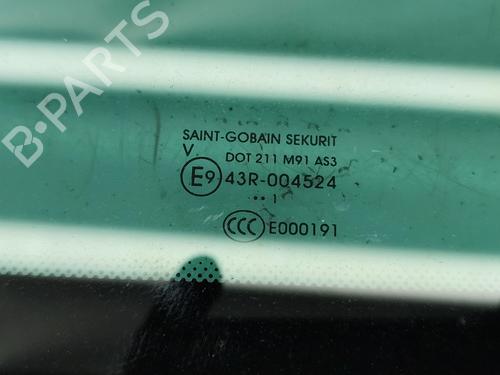 B-PARTS
SAINT-GOBAIN SEKURIT
V
DOT 211 M91 AS3
E9 43R-004524
•• 1
CCC E000191